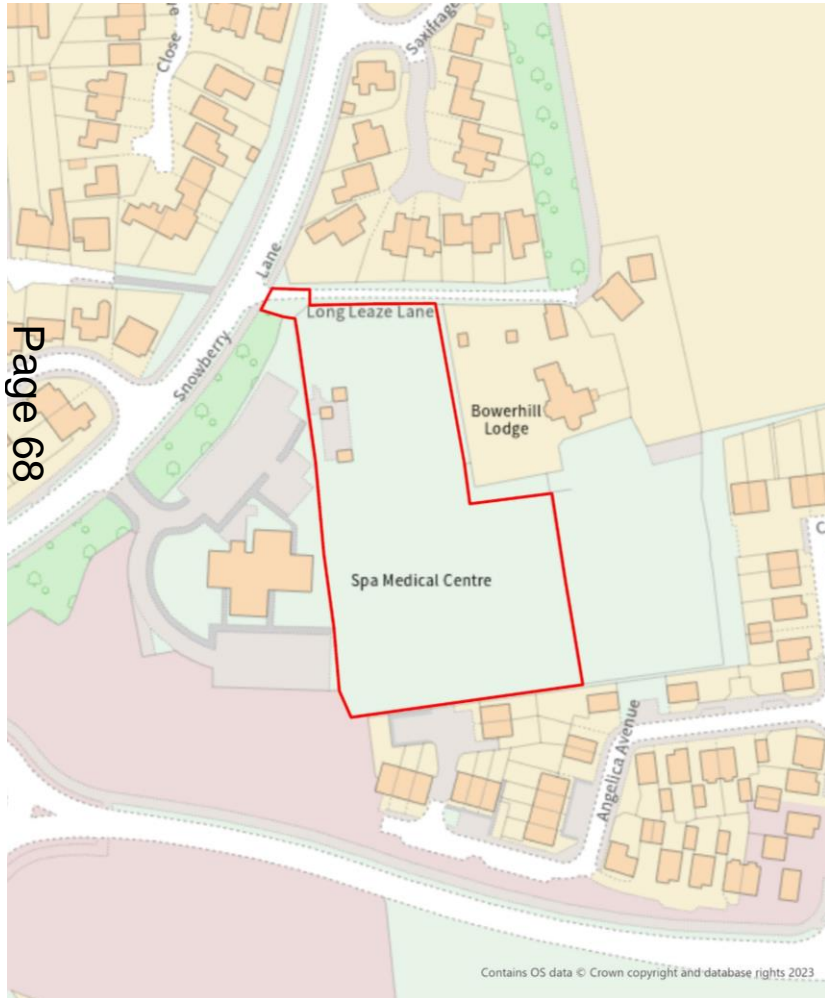 Close
Saxifrage
Lane
Long Leaze Lane
Snowberry
Page 68
Bowerhill
Lodge
C
Spa Medical Centre
Angelica Avenue
Contains OS data © Crown copyright and database rights 2023